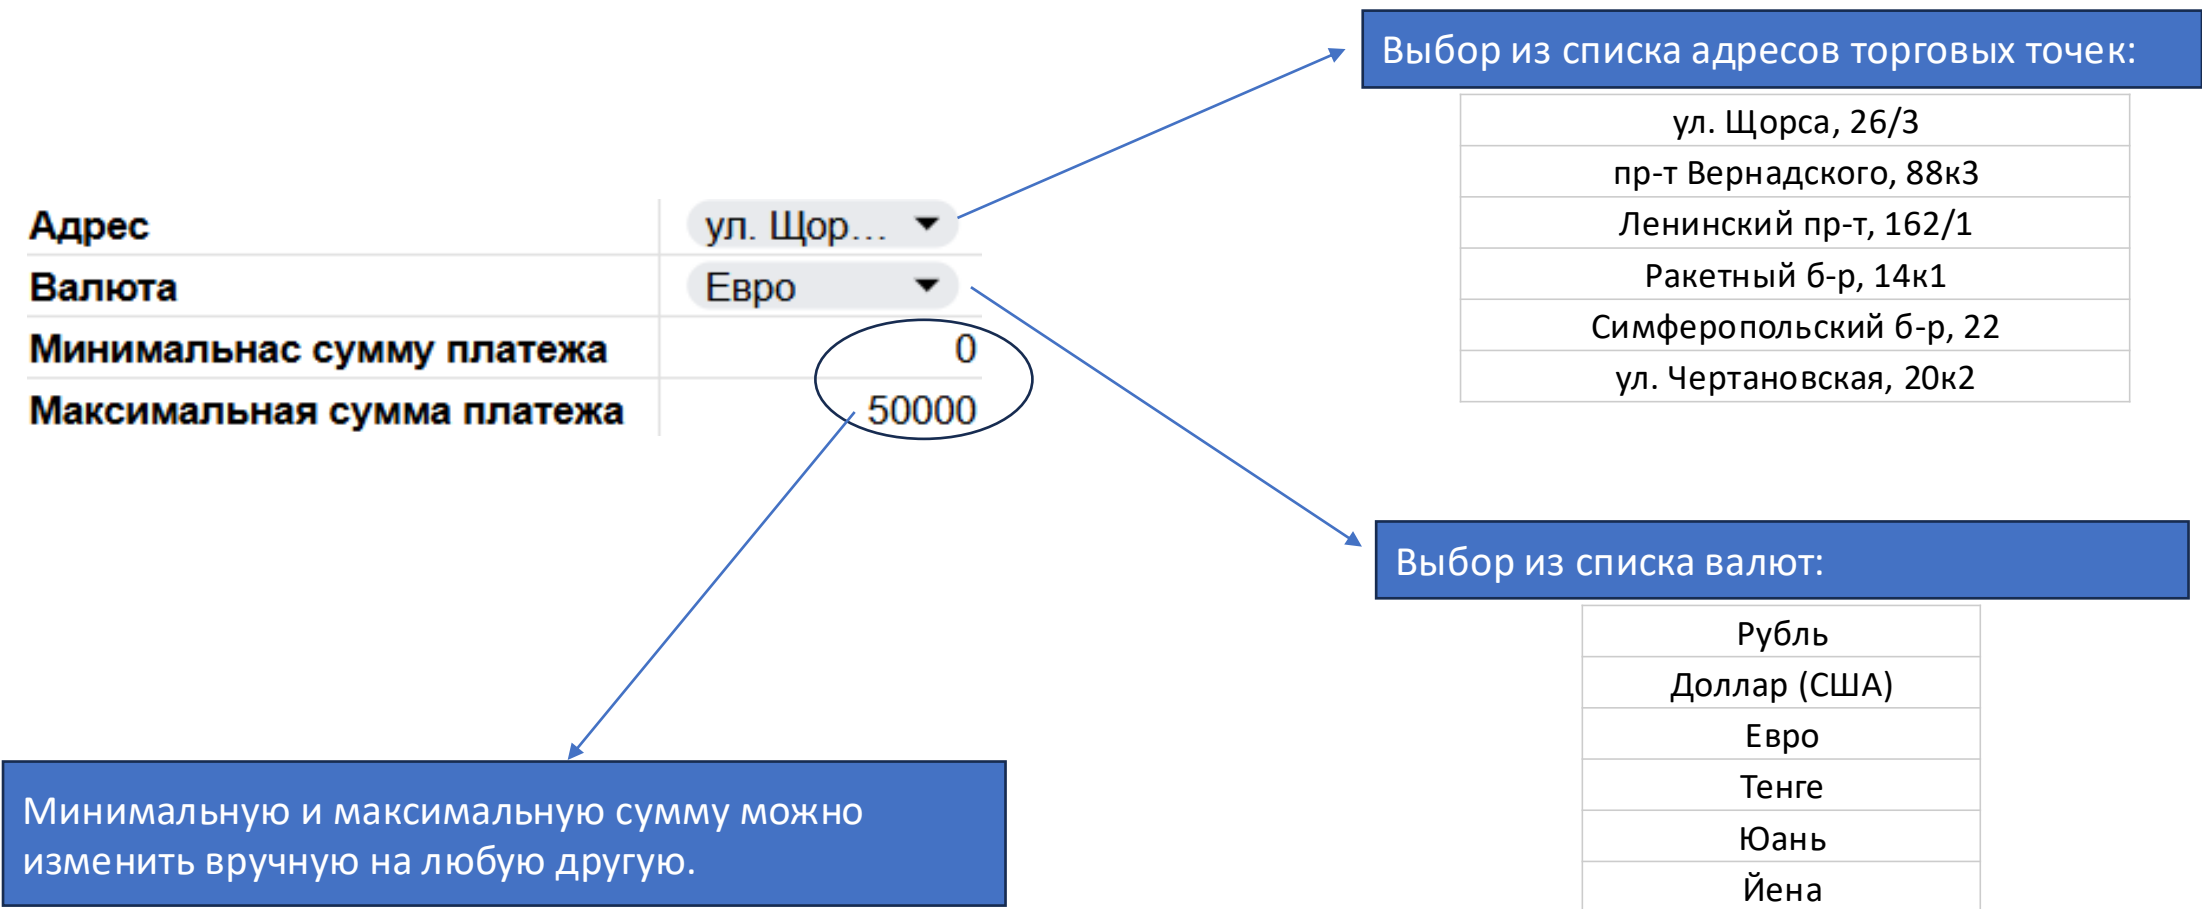 Выбор из списка адресов торговых точек:
ул. Щорса, 26/3
пр-т Вернадского, 88к3
Ленинский пр-т, 162/1
Ракетный б-р, 14к1
Симферопольский б-р, 22
ул. Чертановская, 20к2
Адрес ул. Щор...
Валюта Евро
Минимальнас сумму платежа 0
Максимальная сумма платежа 50000
Выбор из списка валют:
Рубль
Доллар (США)
Евро
Тенге
Юань
Йена
Минимальную и максимальную сумму можно
изменить вручную на любую другую.